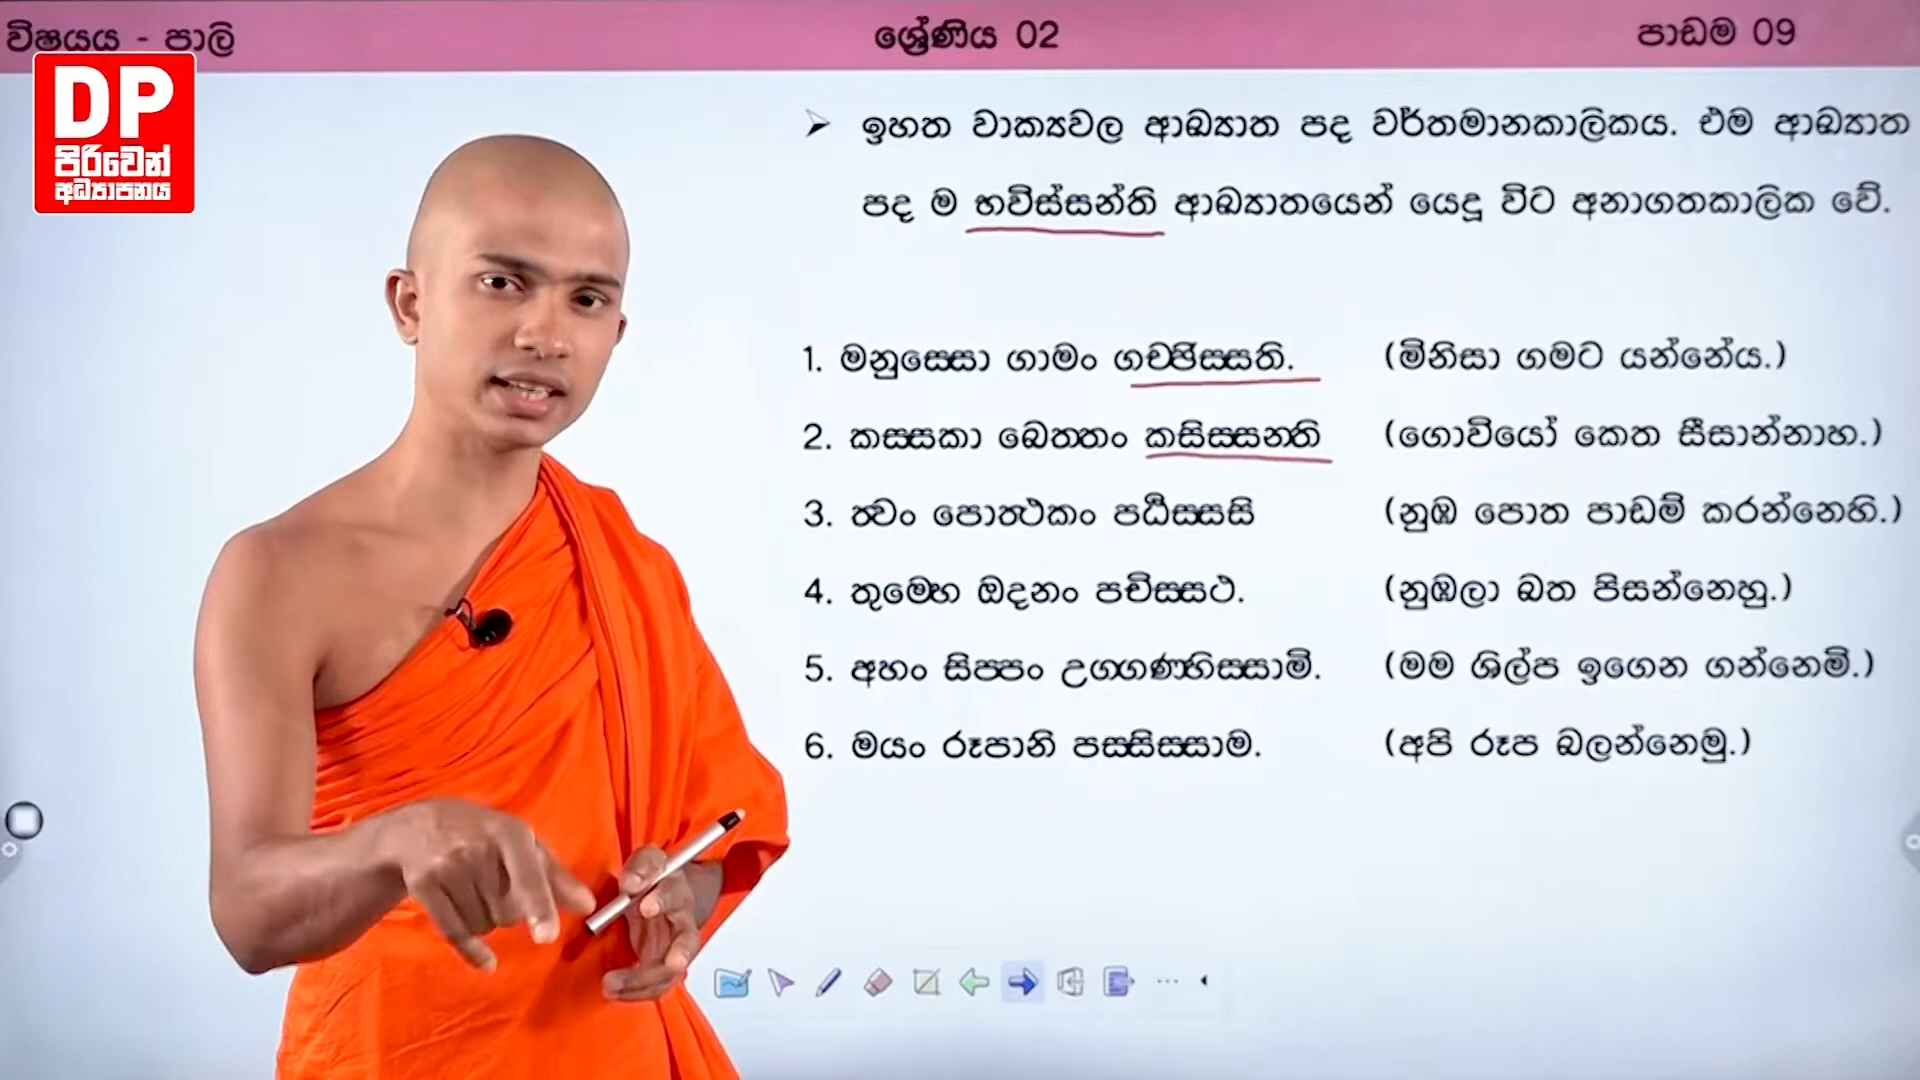 විෂයය - පාලි ශ්‍රේණිය 02 පාඩම 09
DP
පිරිවෙන්
අධ්‍යාපනය
➢ ඉහත වාක්‍යවල ආඛ්‍යාත පද වර්තමානකාලිකය. එම ආඛ්‍යාත
පද ම භවිස්සන්ති ආඛ්‍යාතයෙන් යෙදූ විට අනාගතකාලික වේ.
1. මනුස්සො ගාමං ගච්ඡිස්සති. (මිනිසා ගමට යන්නේය.)
2. කස්සකා ඛෙත්තං කසිස්සන්ති (ගොවියෝ කෙත සීසාන්නාහ.)
3. ත්වං පොත්ථකං පඨිස්සසි (නුඹ පොත පාඩම් කරන්නෙහි.)
4. තුම්හෙ ඔදනං පචිස්සථ. (නුඹලා බත පිසන්නෙහු.)
5. අහං සිප්පං උග්ගණ්හිස්සාමි. (මම ශිල්ප ඉගෙන ගන්නෙමි.)
6. මයං රූපානි පස්සිස්සාම. (අපි රූප බලන්නෙමු.)